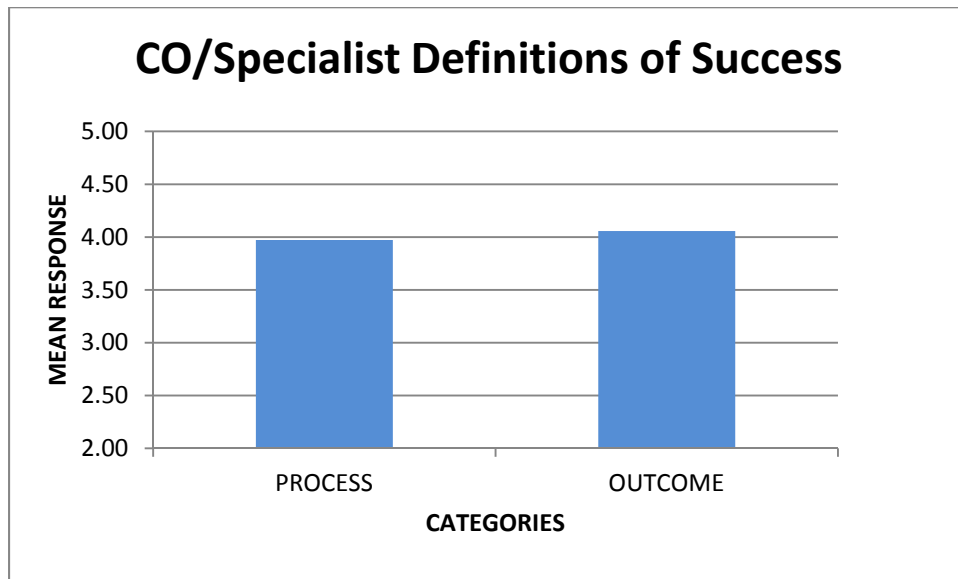 CO/Specialist Definitions of Success
5.00
4.50
4.00
3.50
3.00
2.50
2.00
MEAN RESPONSE
PROCESS
OUTCOME
CATEGORIES